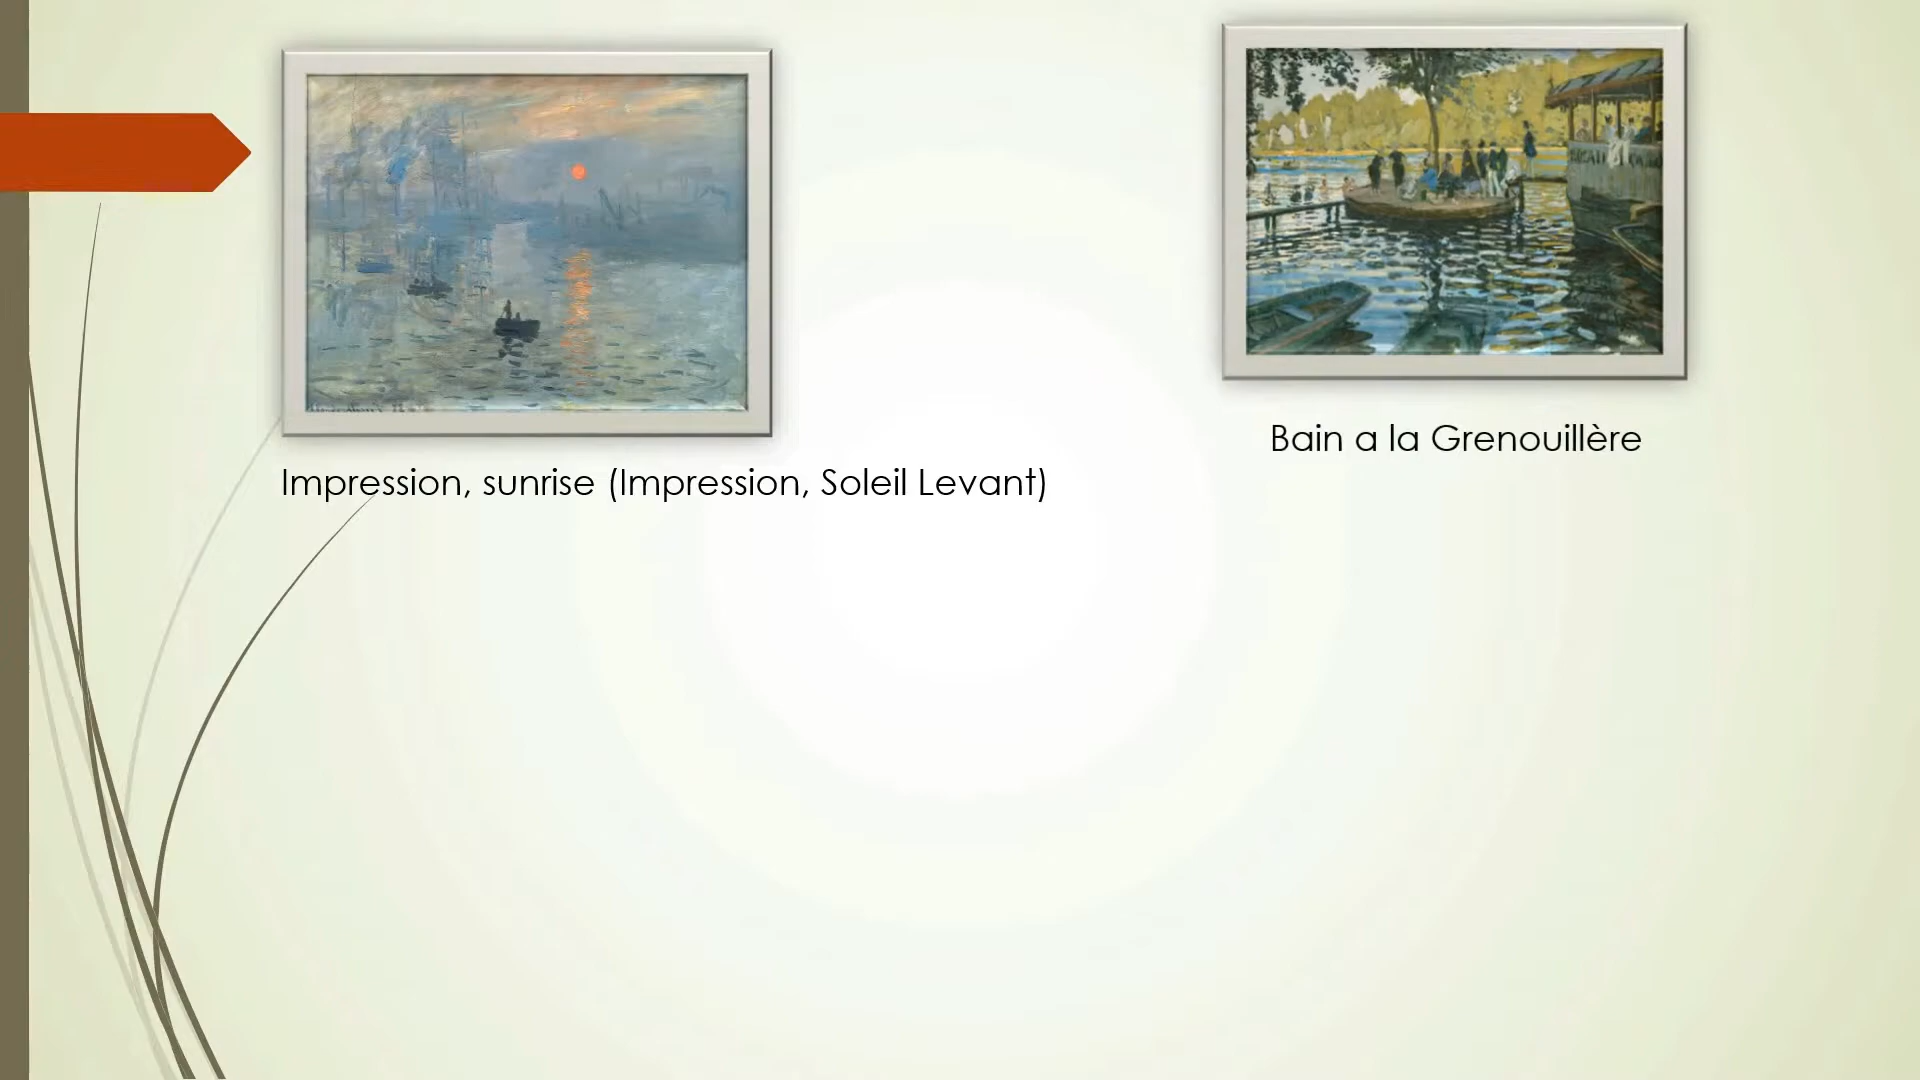 Impression, sunrise (Impression, Soleil Levant)
Bain a la Grenouillère